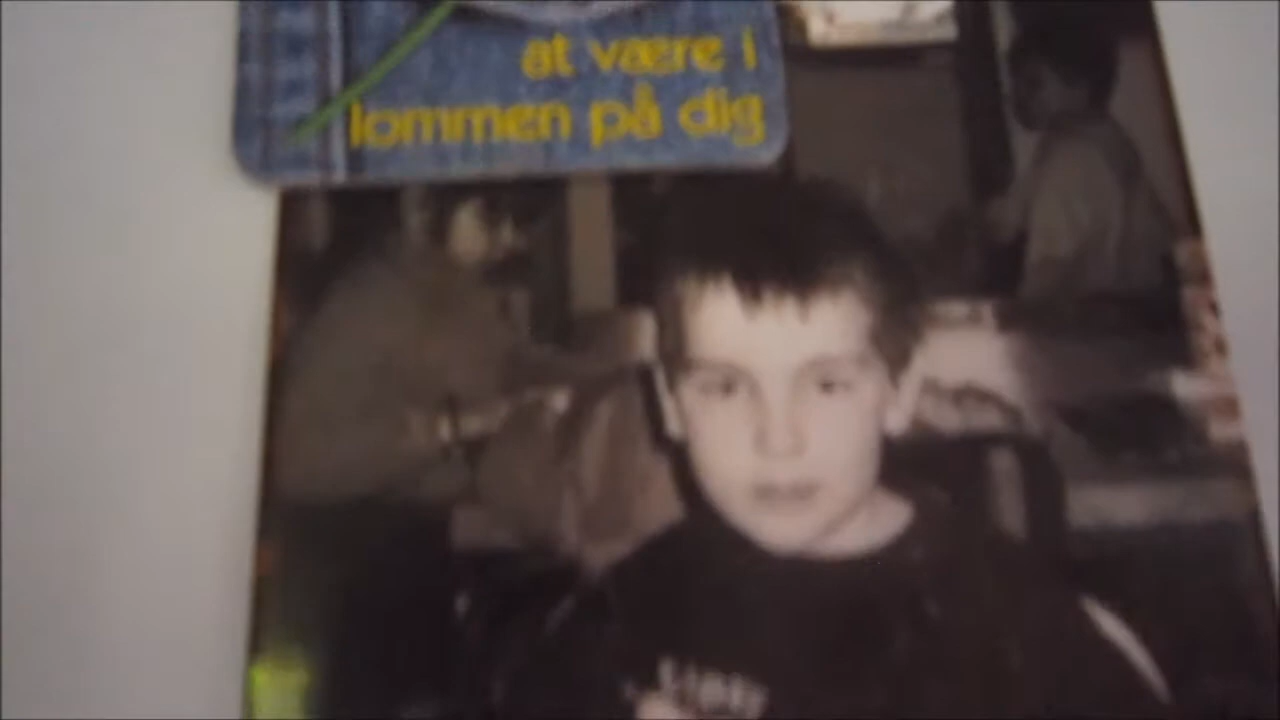 at være i
lommen på dig